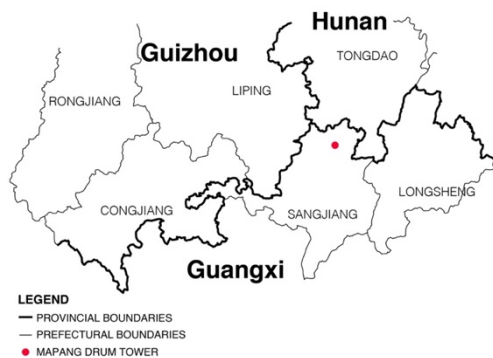 Hunan
Guizhou
TONGDAO
RONGJIANG
LIPING
LONGSHENG
CONGJIANG
SANGJIANG
Guangxi
LEGEND
PROVINCIAL BOUNDARIES
PREFECTURAL BOUNDARIES
MAPANG DRUM TOWER